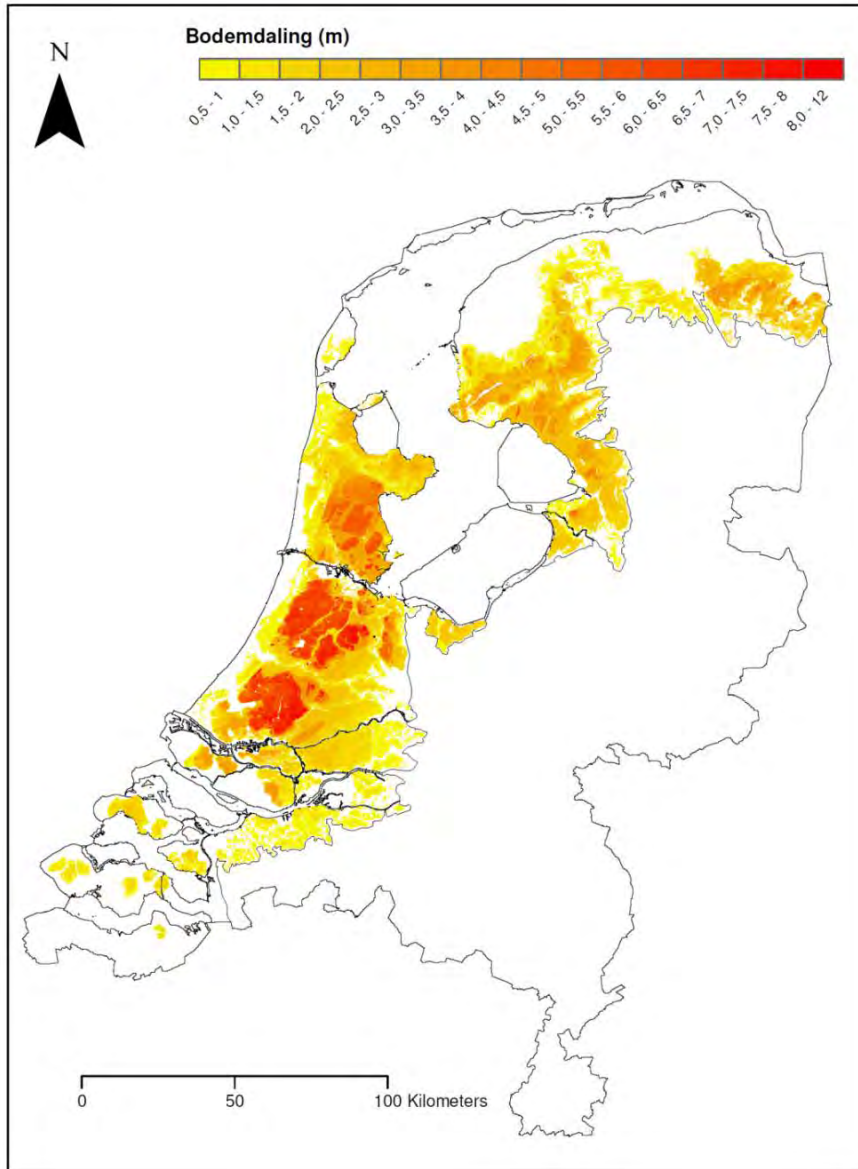 Bodemdaling (m)
N
0,5 - 1
1,0 - 1,5
1,5 - 2
2,0 - 2,5
2,5 - 3
3,0 - 3,5
3,5 - 4
4,0 - 4,5
4,5 - 5
5,0 - 5,5
5,5 - 6
6,0 - 6,5
6,5 - 7
7,0 - 7,5
7,5 - 8
8,0 - 12
0 50 100 Kilometers